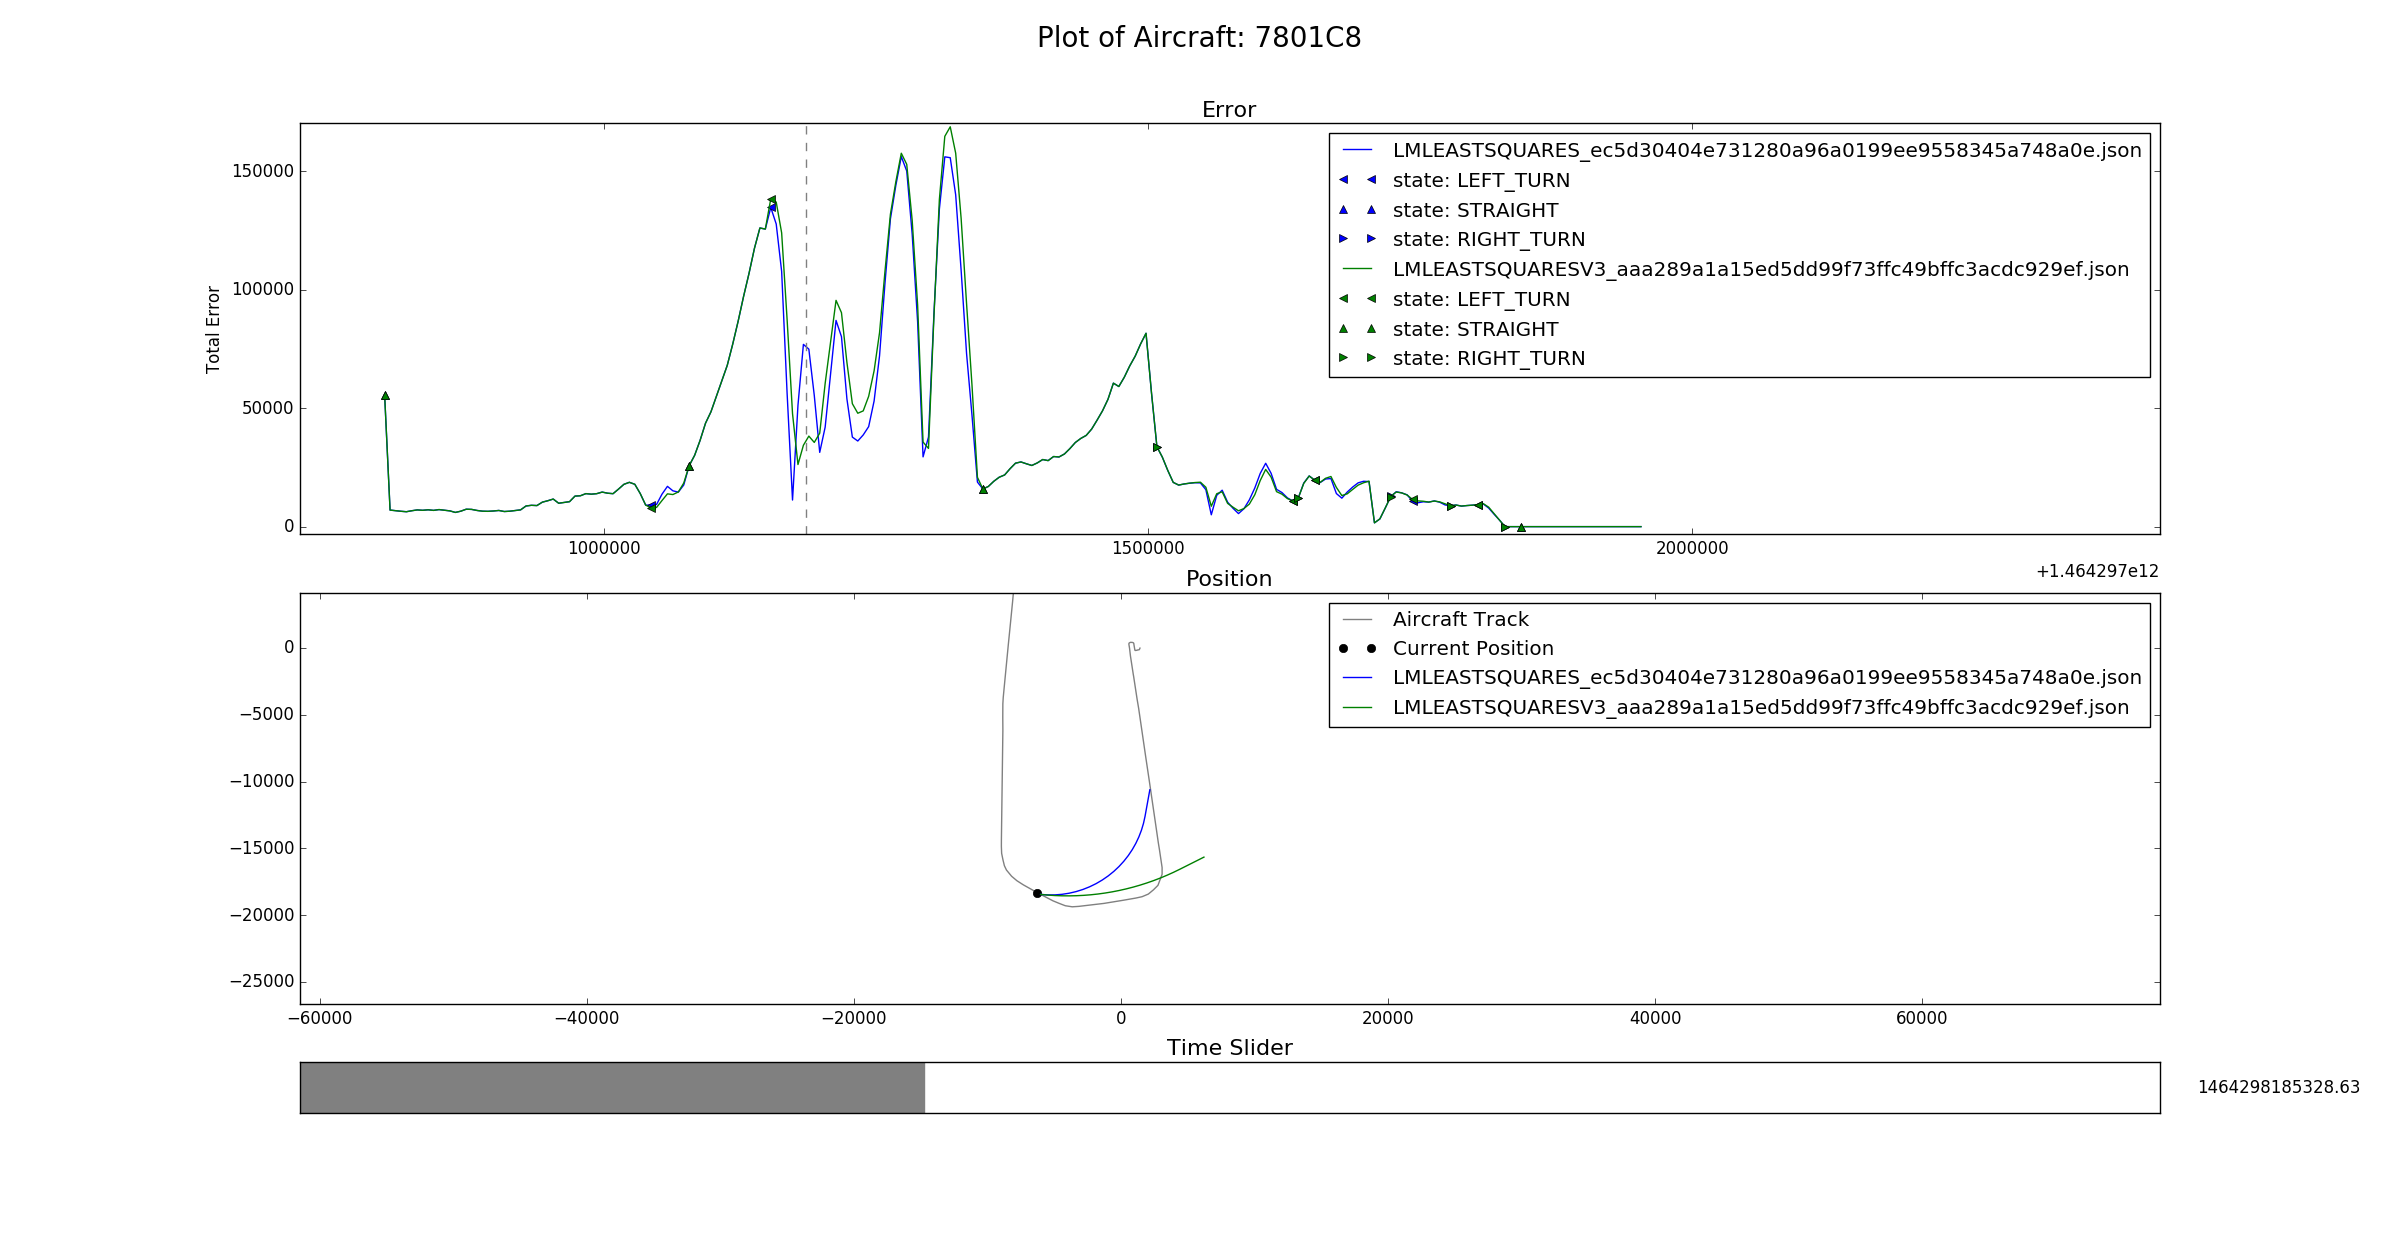 Plot of Aircraft: 7801C8
Error
Total Error
150000
100000
50000
0
1000000
1500000
2000000
+1.464297e12
LMLEASTSQUARES_ec5d30404e731280a96a0199ee9558345a748a0e.json
state: LEFT_TURN
state: STRAIGHT
state: RIGHT_TURN
LMLEASTSQUARESV3_aaa289a1a15ed5dd99f73ffc49bffc3acdc929ef.json
state: LEFT_TURN
state: STRAIGHT
state: RIGHT_TURN
Position
0
−5000
−10000
−15000
−20000
−25000
−60000
−40000
−20000
0
20000
40000
60000
Aircraft Track
Current Position
LMLEASTSQUARES_ec5d30404e731280a96a0199ee9558345a748a0e.json
LMLEASTSQUARESV3_aaa289a1a15ed5dd99f73ffc49bffc3acdc929ef.json
Time Slider
1464298185328.63